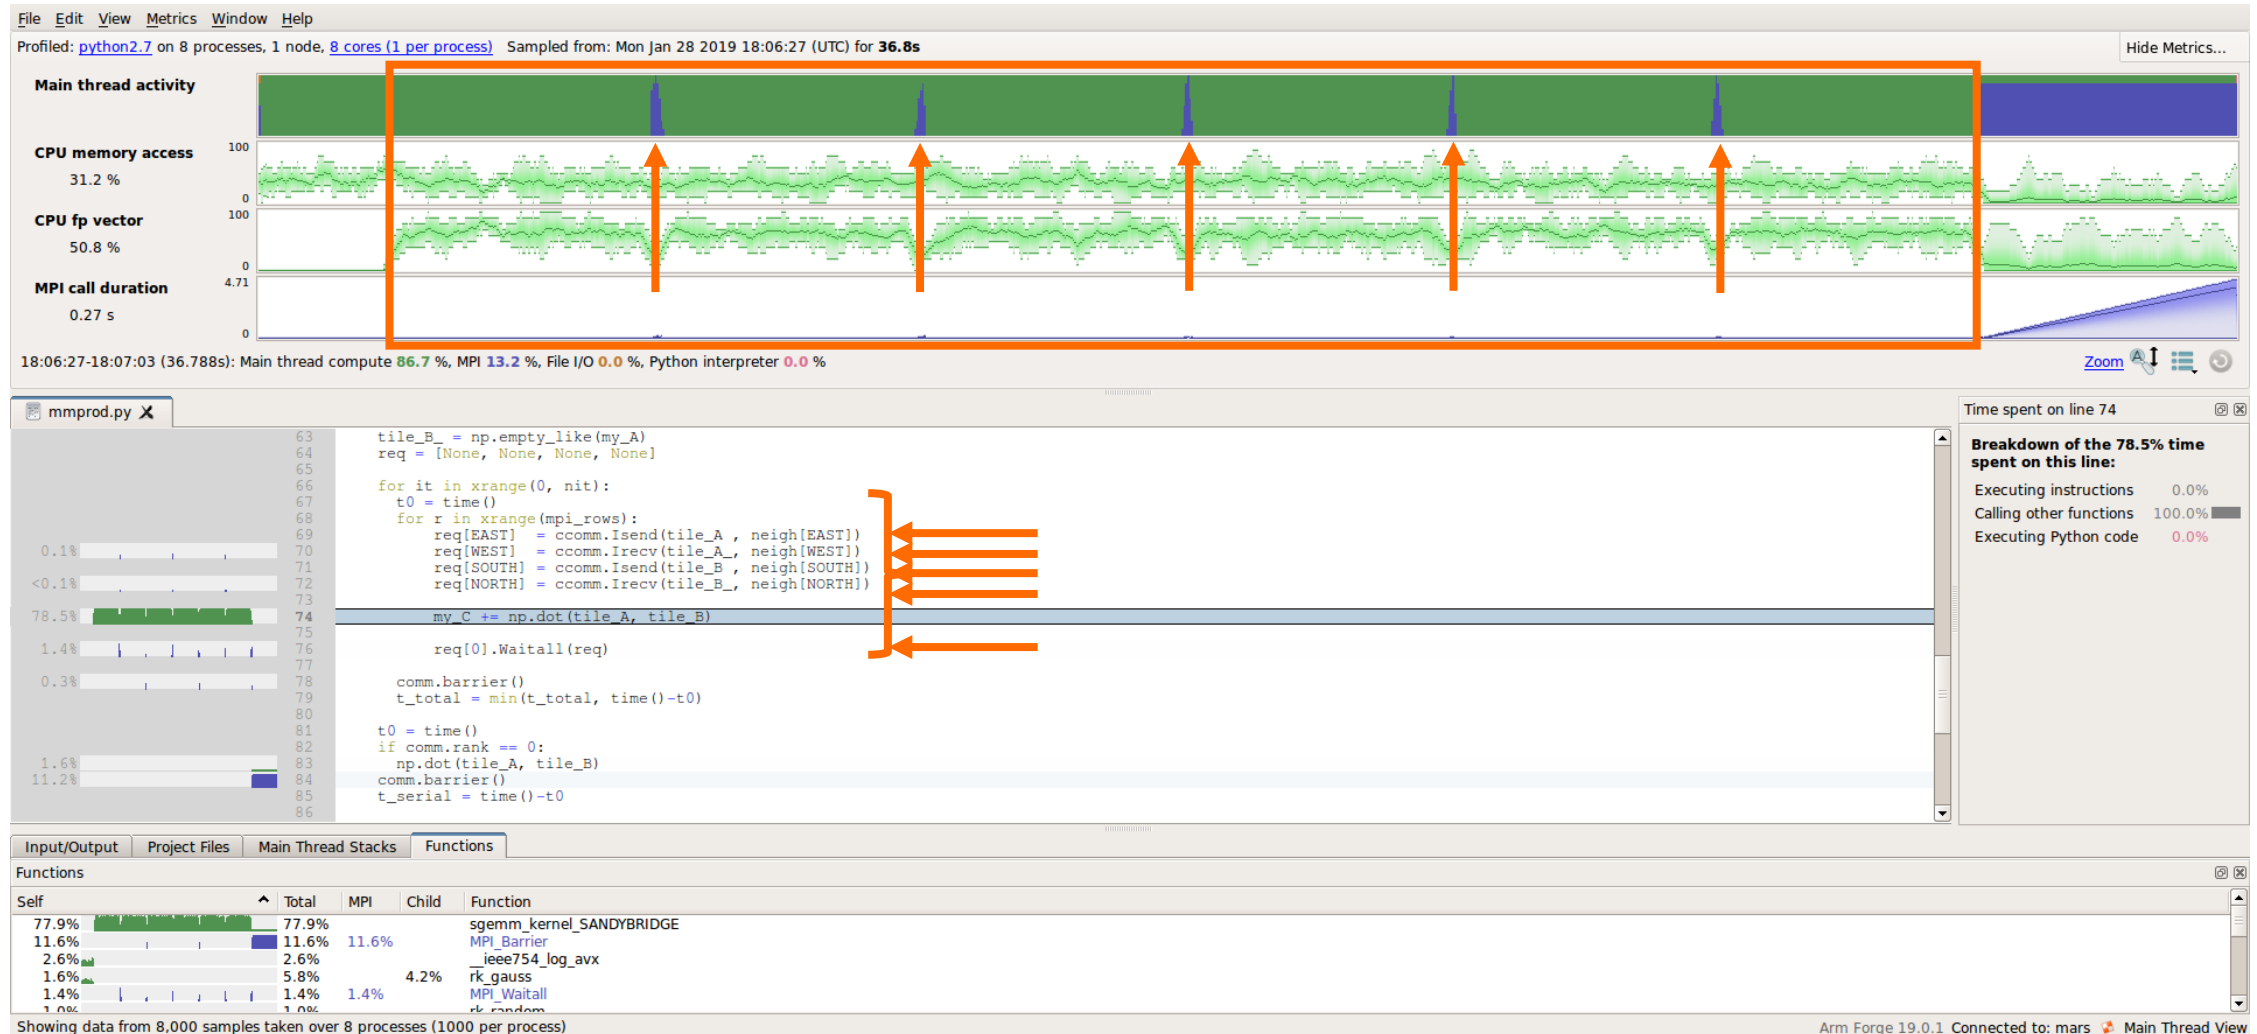 File Edit View Metrics Window Help
Profiled: python2.7 on 8 processes, 1 node, 8 cores (1 per process) Sampled from: Mon Jan 28 2019 18:06:27 (UTC) for 36.8s
Hide Metrics...
Main thread activity
CPU memory access 100
31.2 % 0
CPU fp vector 100
50.8 % 0
MPI call duration 4.71
0.27 s 0
18:06:27-18:07:03 (36.788s): Main thread compute 86.7 %, MPI 13.2 %, File I/O 0.0 %, Python interpreter 0.0 %
Zoom
mmprod.py
63 tile_B_ = np.empty_like(my_A)
64 req = [None, None, None, None]
65
66 for it in xrange(0, nit):
67 t0 = time()
68 for r in xrange(mpi_rows):
69 req[EAST] = ccomm.Isend(tile_A , neigh[EAST])
0.1% 70 req[WEST] = ccomm.Irecv(tile_A_, neigh[WEST])
71 req[SOUTH] = ccomm.Isend(tile_B , neigh[SOUTH])
<0.1% 72 req[NORTH] = ccomm.Irecv(tile_B_, neigh[NORTH])
73
78.5% 74 my_C += np.dot(tile_A, tile_B)
75
1.4% 76 req[0].Waitall(req)
77
0.3% 78 comm.barrier()
79 t_total = min(t_total, time()-t0)
80
81 t0 = time()
82 if comm.rank == 0:
1.6% 83 np.dot(tile_A, tile_B)
11.2% 84 comm.barrier()
85 t_serial = time()-t0
86
Time spent on line 74
Breakdown of the 78.5% time
spent on this line:
Executing instructions 0.0%
Calling other functions 100.0%
Executing Python code 0.0%
Input/Output Project Files Main Thread Stacks Functions
Functions
Self Total MPI Child Function
77.9% 77.9% sgemm_kernel_SANDYBRIDGE
11.6% 11.6% 11.6% MPI_Barrier
2.6% 2.6% __ieee754_log_avx
1.6% 5.8% 4.2% rk_gauss
1.4% 1.4% 1.4% MPI_Waitall
1.0% 1.0% rk_random
Showing data from 8,000 samples taken over 8 processes (1000 per process)
Arm Forge 19.0.1 Connected to: mars Main Thread View